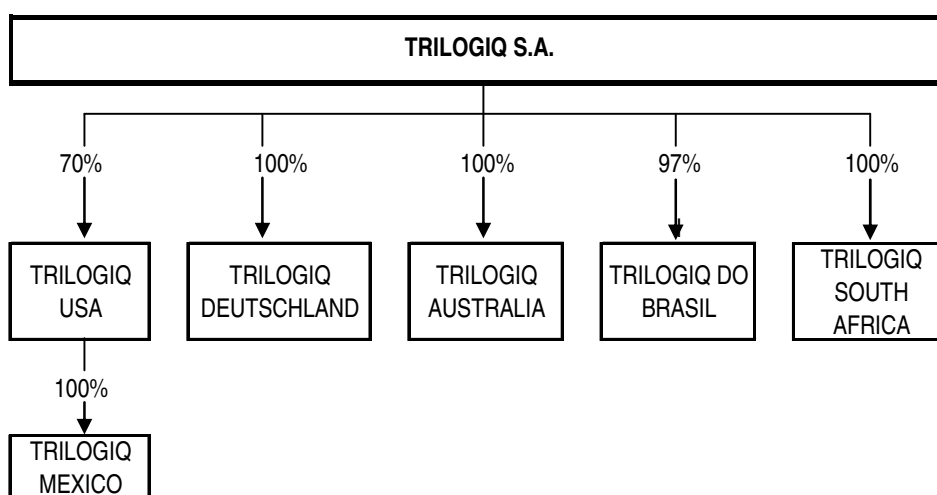 TRILOGIQ S.A.
70%
100%
100%
97%
100%
TRILOGIQ
USA
TRILOGIQ
DEUTSCHLAND
TRILOGIQ
AUSTRALIA
TRILOGIQ DO
BRASIL
TRILOGIQ
SOUTH
AFRICA
100%
TRILOGIQ
MEXICO